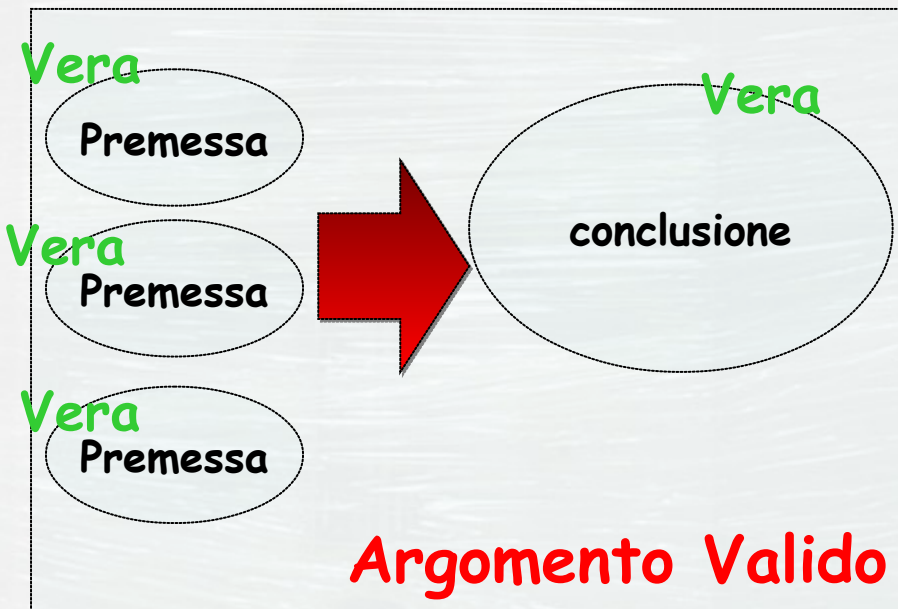 Vera
Premessa
Vera
Premessa
Vera
Premessa
Vera
conclusione
Argomento Valido